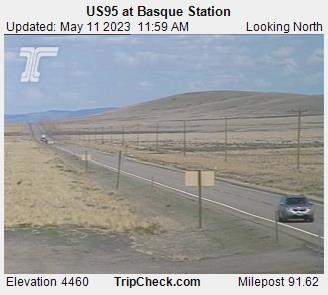 US95 at Basque Station
Updated: May 11 2023 11:59 AM Looking North
Elevation 4460 TripCheck.com Milepost 91.62